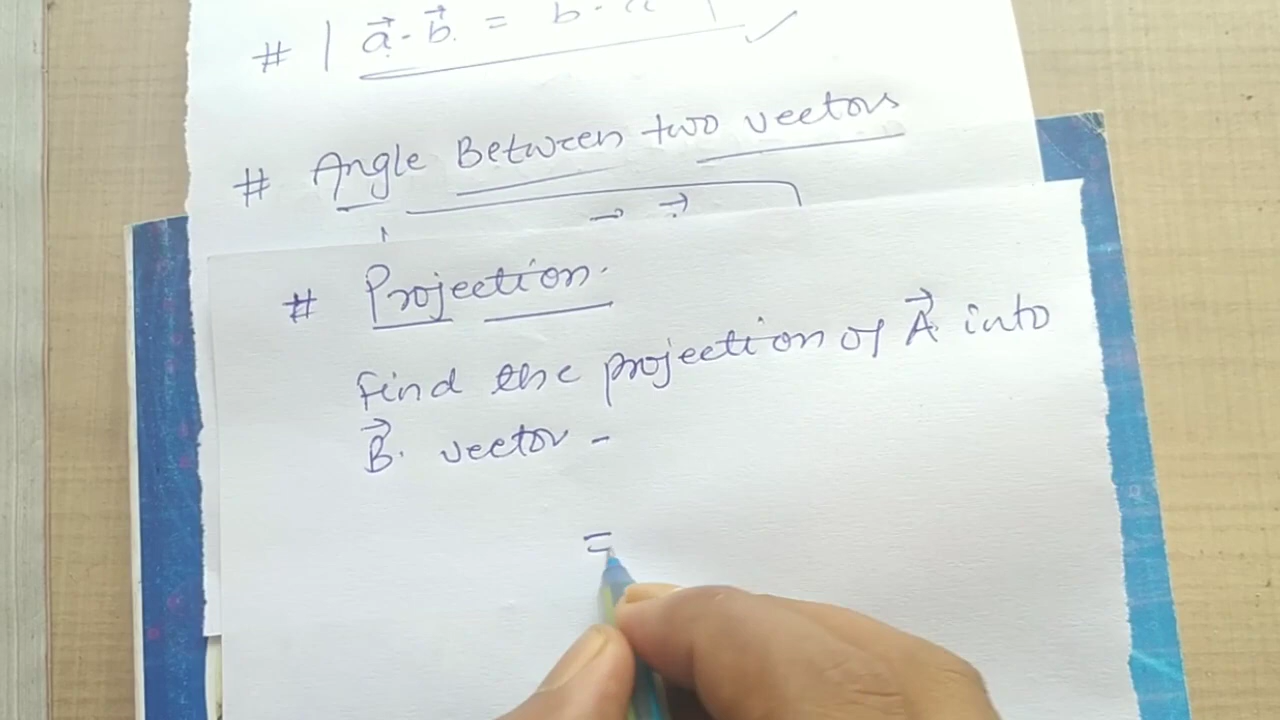 # | a⃗ · b⃗ = b · a |
# Angle Between two vectors
# Projection.
Find the projection of A⃗ into
B⃗. vector -
=